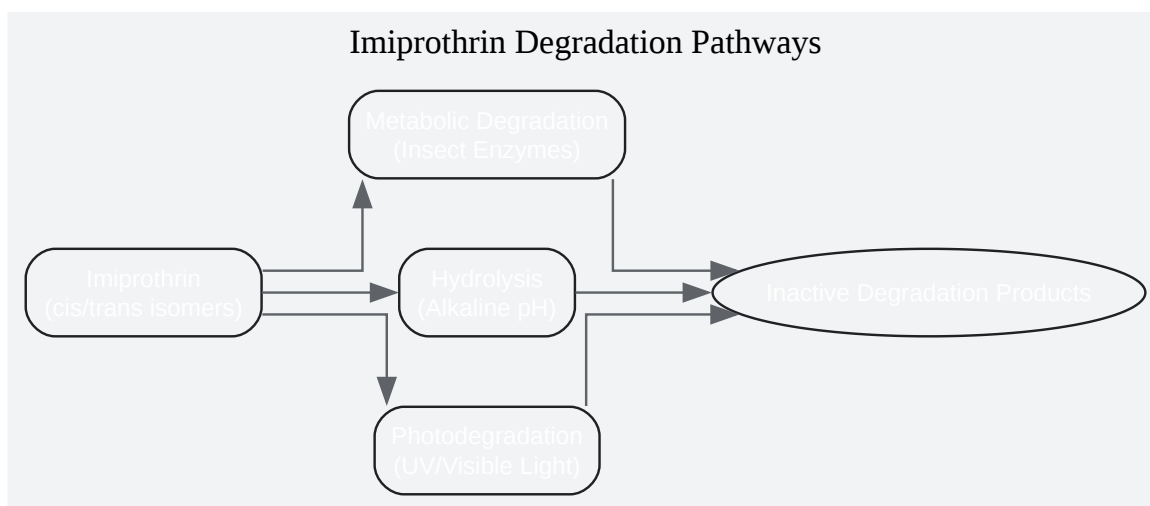 Imiprothrin Degradation Pathways
Metabolic Degradation
(Insect Enzymes)
Imiprothrin
(cis/trans isomers)
Hydrolysis
(Alkaline pH)
Inactive Degradation Products
Photodegradation
(UV/Visible Light)